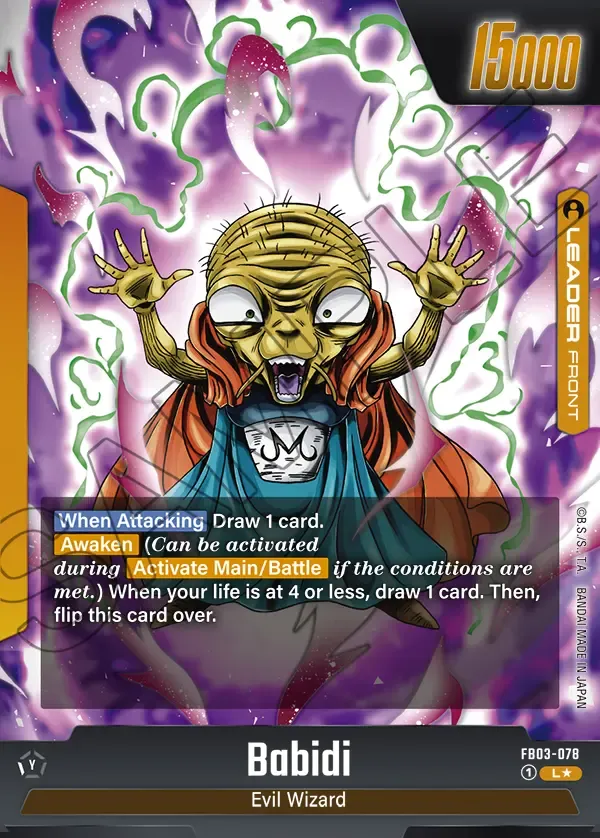 15000
LEADER FRONT
When Attacking Draw 1 card.
Awaken (Can be activated
during Activate Main/Battle if the conditions are
met.) When your life is at 4 or less, draw 1 card. Then,
flip this card over.
©B.S./S., T.A. BANDAI MADE IN JAPAN
Babidi
FB03-078
Y
1 L★
Evil Wizard
SAMPLE